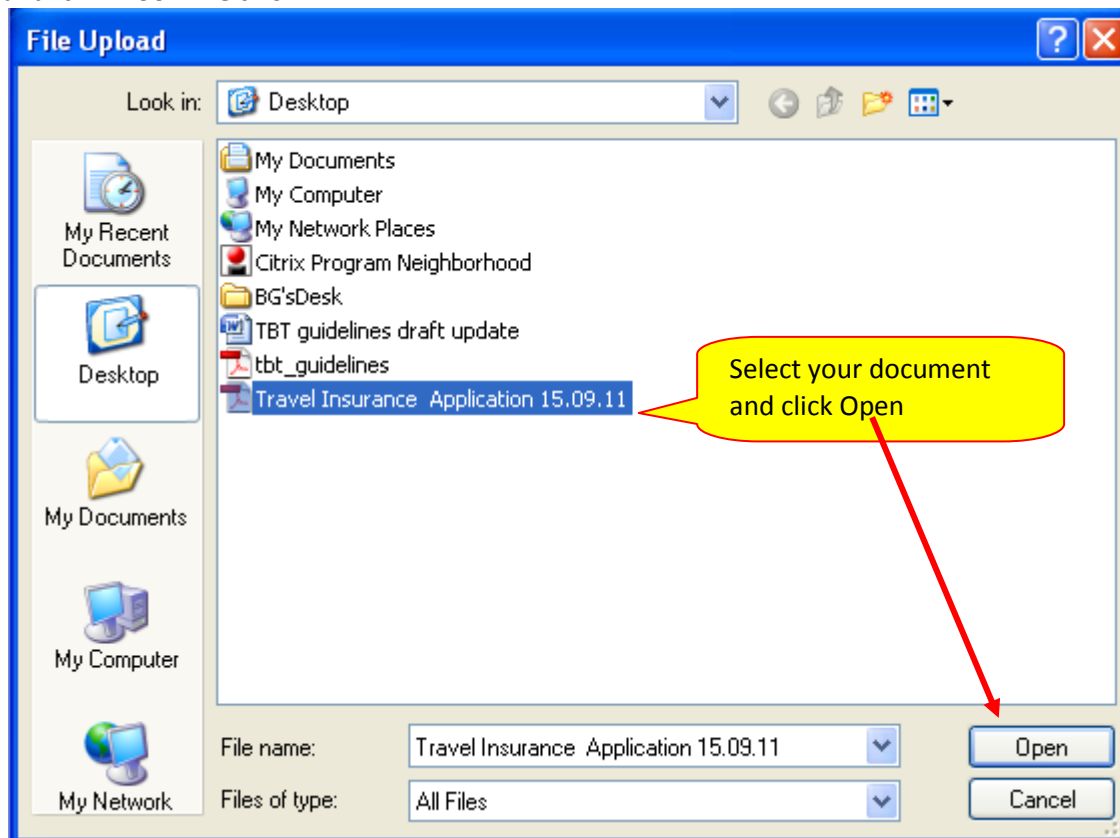 File Upload
Look in:
Desktop
My Recent
Documents
Desktop
My Documents
My Computer
My Network
My Documents
My Computer
My Network Places
Citrix Program Neighborhood
BG'sDesk
TBT guidelines draft update
tbt_guidelines
Travel Insurance  Application 15.09.11
Select your document
and click Open
File name:
Travel Insurance  Application 15.09.11
Open
Files of type:
All Files
Cancel